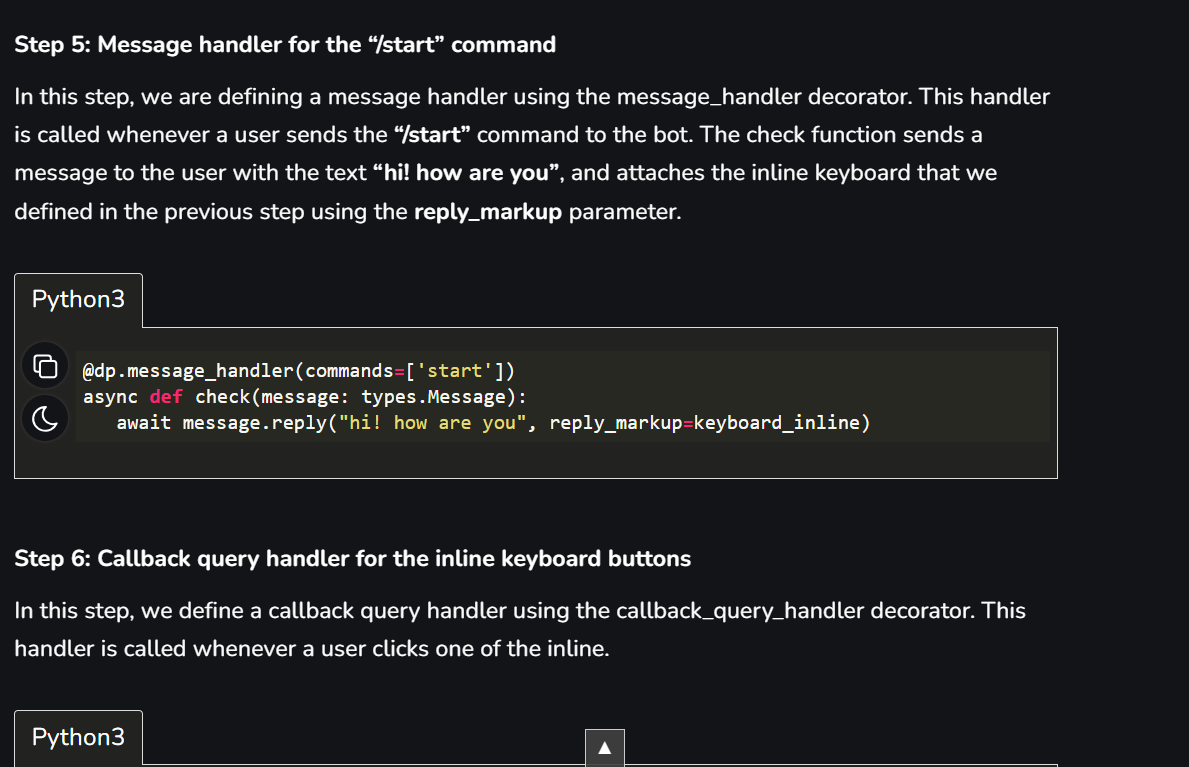 Step 5: Message handler for the “/start” command
In this step, we are defining a message handler using the message_handler decorator. This handler
is called whenever a user sends the “/start” command to the bot. The check function sends a
message to the user with the text “hi! how are you”, and attaches the inline keyboard that we
defined in the previous step using the reply_markup parameter.
Python3
@dp.message_handler(commands=['start'])
async def check(message: types.Message):
   await message.reply("hi! how are you", reply_markup=keyboard_inline)
Step 6: Callback query handler for the inline keyboard buttons
In this step, we define a callback query handler using the callback_query_handler decorator. This
handler is called whenever a user clicks one of the inline.
Python3